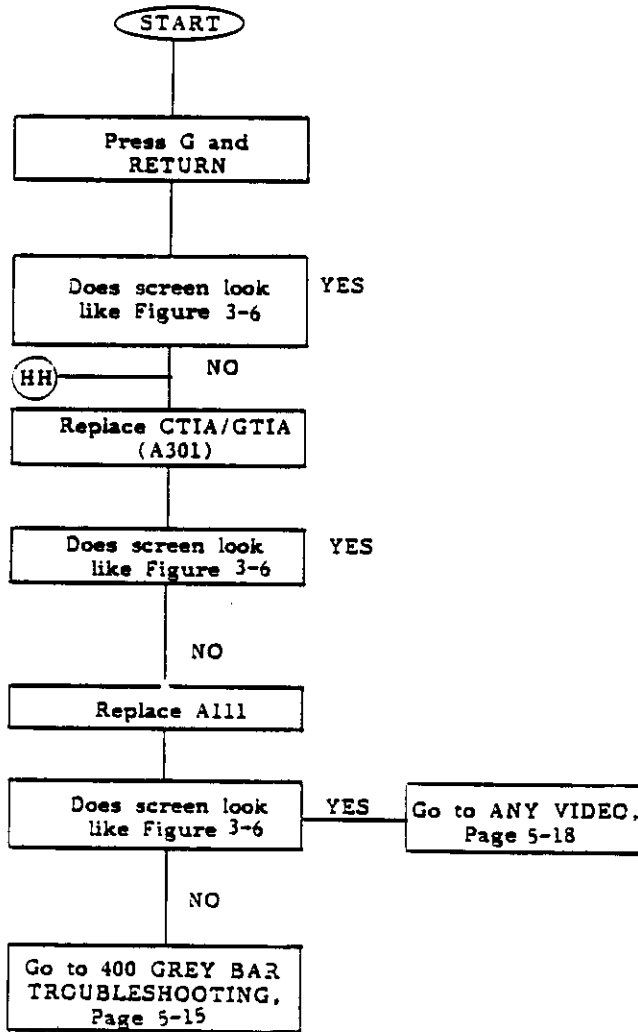 START
Press G and
RETURN
Does screen look
like Figure 3-6
YES
NO
HH
Replace CTIA/GTIA
(A301)
Does screen look
like Figure 3-6
YES
NO
Replace A111
Does screen look
like Figure 3-6
YES
Go to ANY VIDEO,
Page 5-18
NO
Go to 400 GREY BAR
TROUBLESHOOTING,
Page 5-15